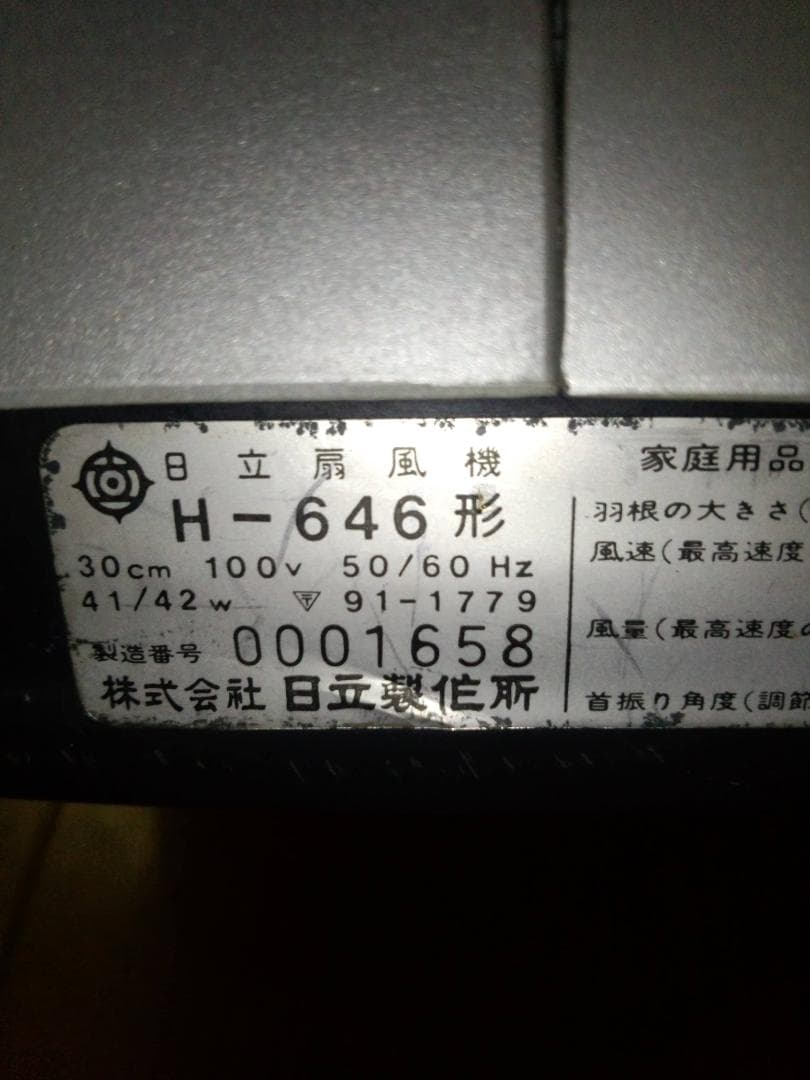 日立扇風機
H-646形
30cm 100v 50/60 Hz
41/42w 〒 91-1779
製造番号 0001658
株式会社 日立製作所
家庭用品
羽根の大きさ(
風速(最高速度
風量(最高速度の
首振り角度(調節